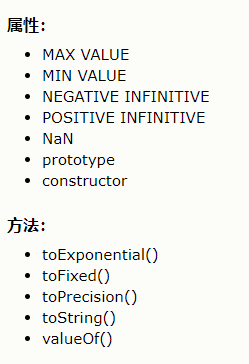 属性：
MAX VALUE
MIN VALUE
NEGATIVE INFINITIVE
POSITIVE INFINITIVE
NaN
prototype
constructor
方法：
toExponential()
toFixed()
toPrecision()
toString()
valueOf()